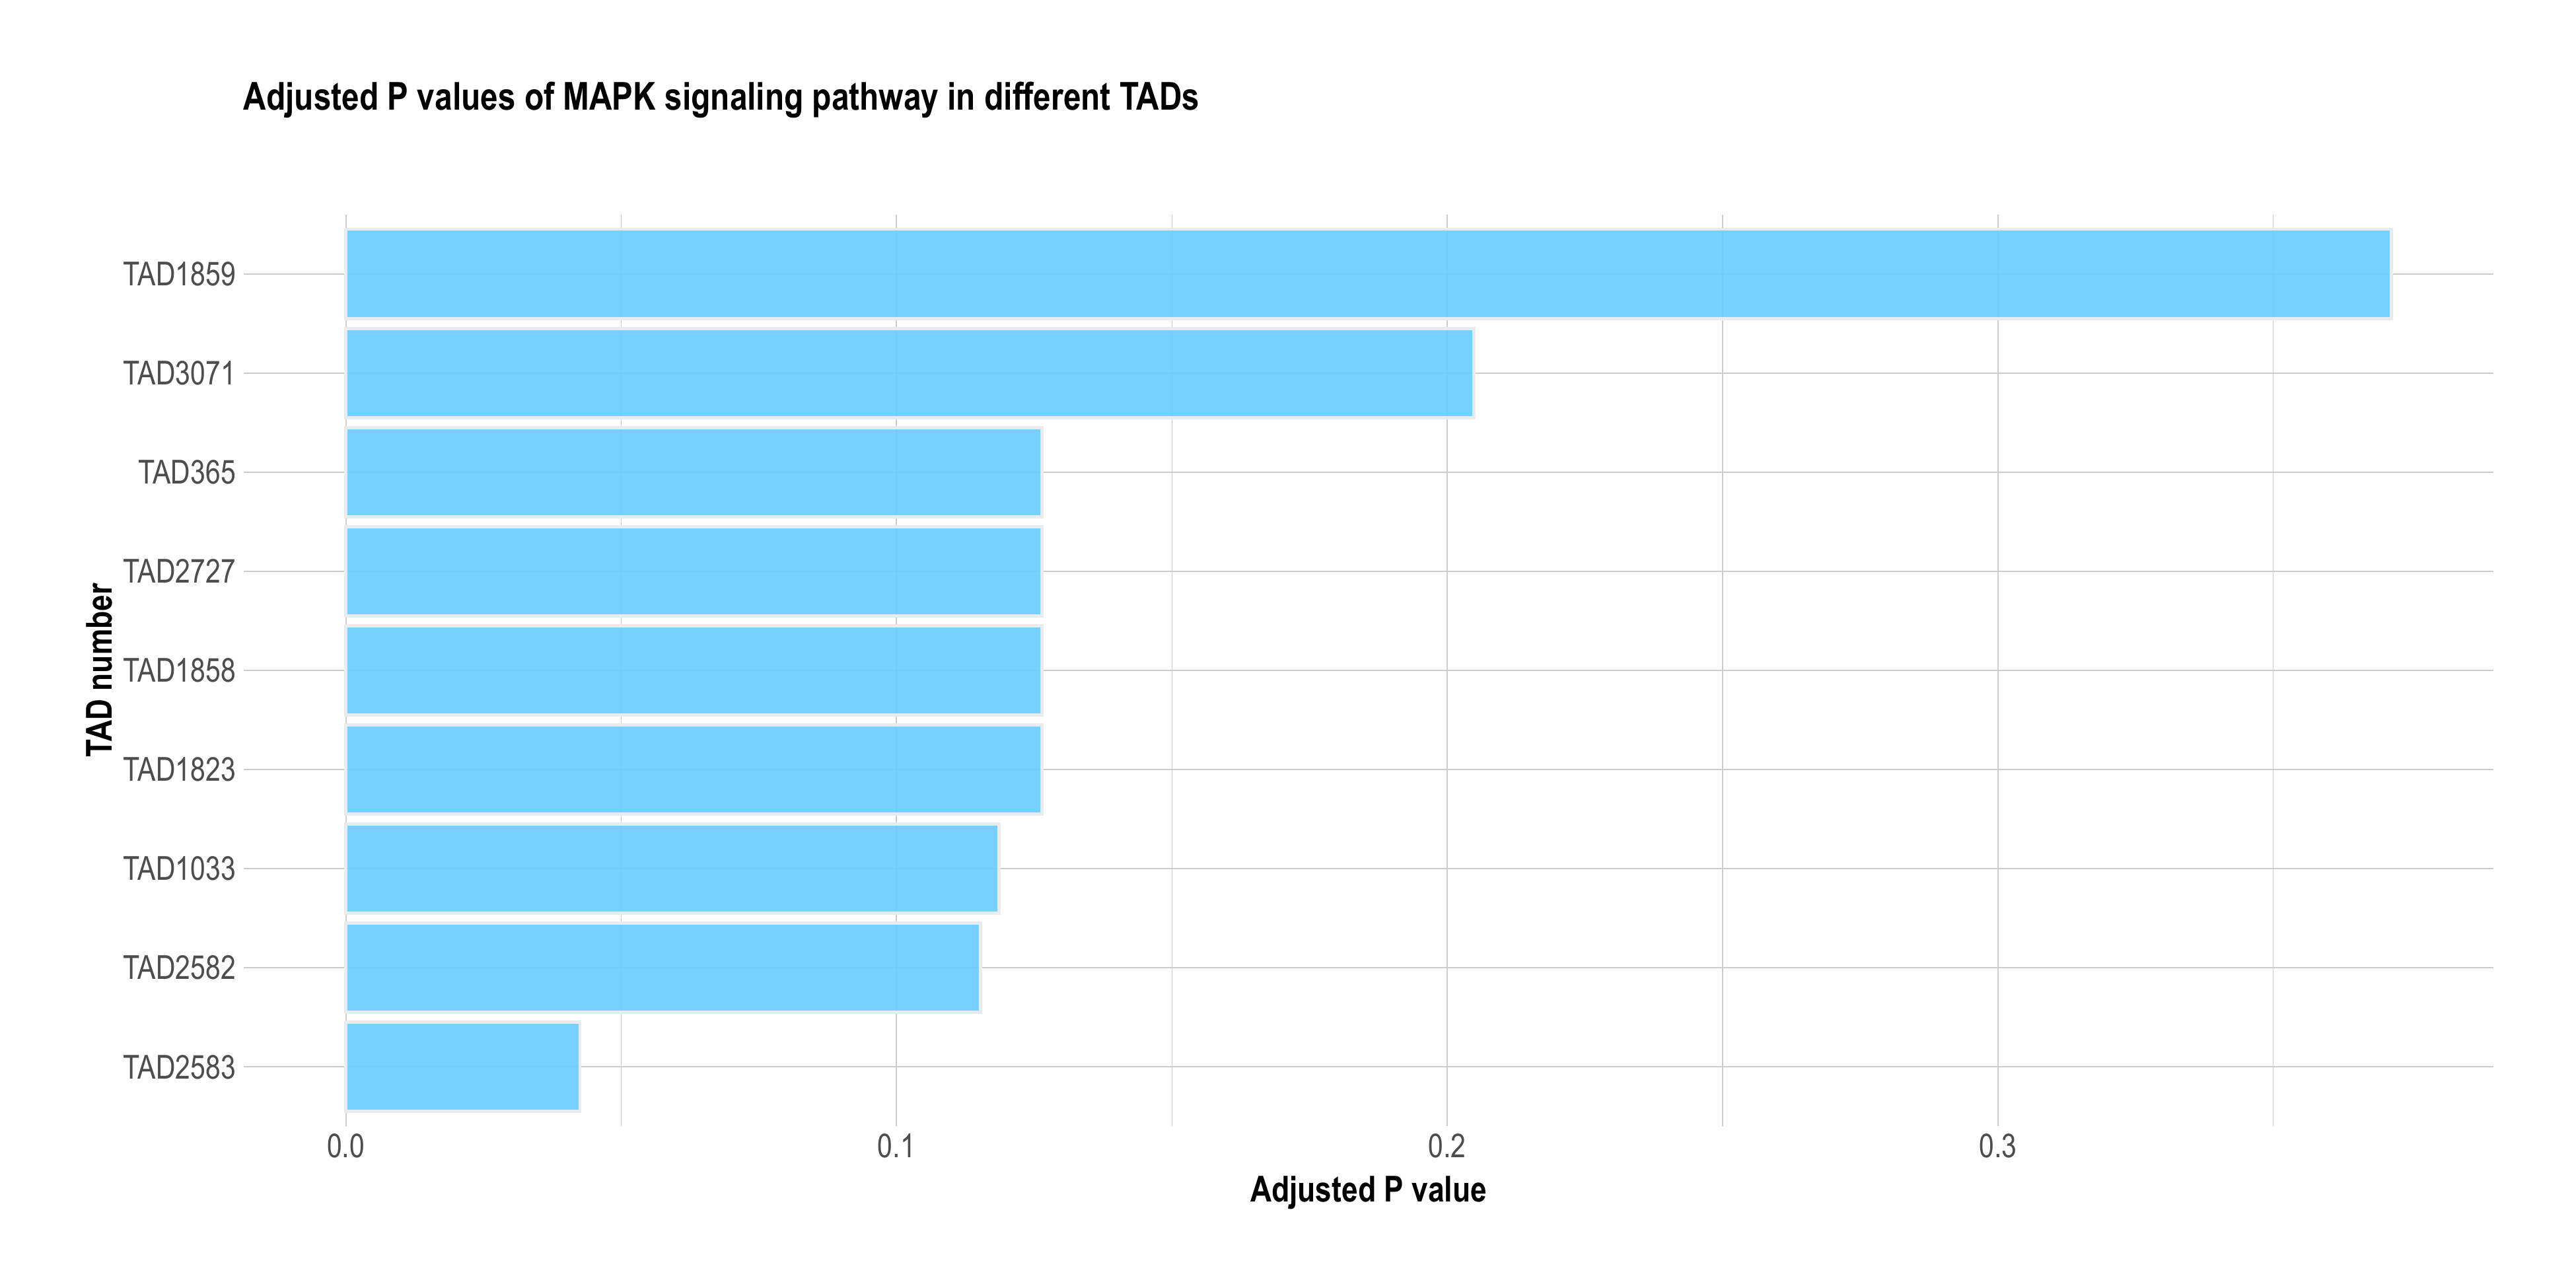 Adjusted P values of MAPK signaling pathway in different TADs
TAD number
TAD1859
TAD3071
TAD365
TAD2727
TAD1858
TAD1823
TAD1033
TAD2582
TAD2583
0.0 0.1 0.2 0.3
Adjusted P value